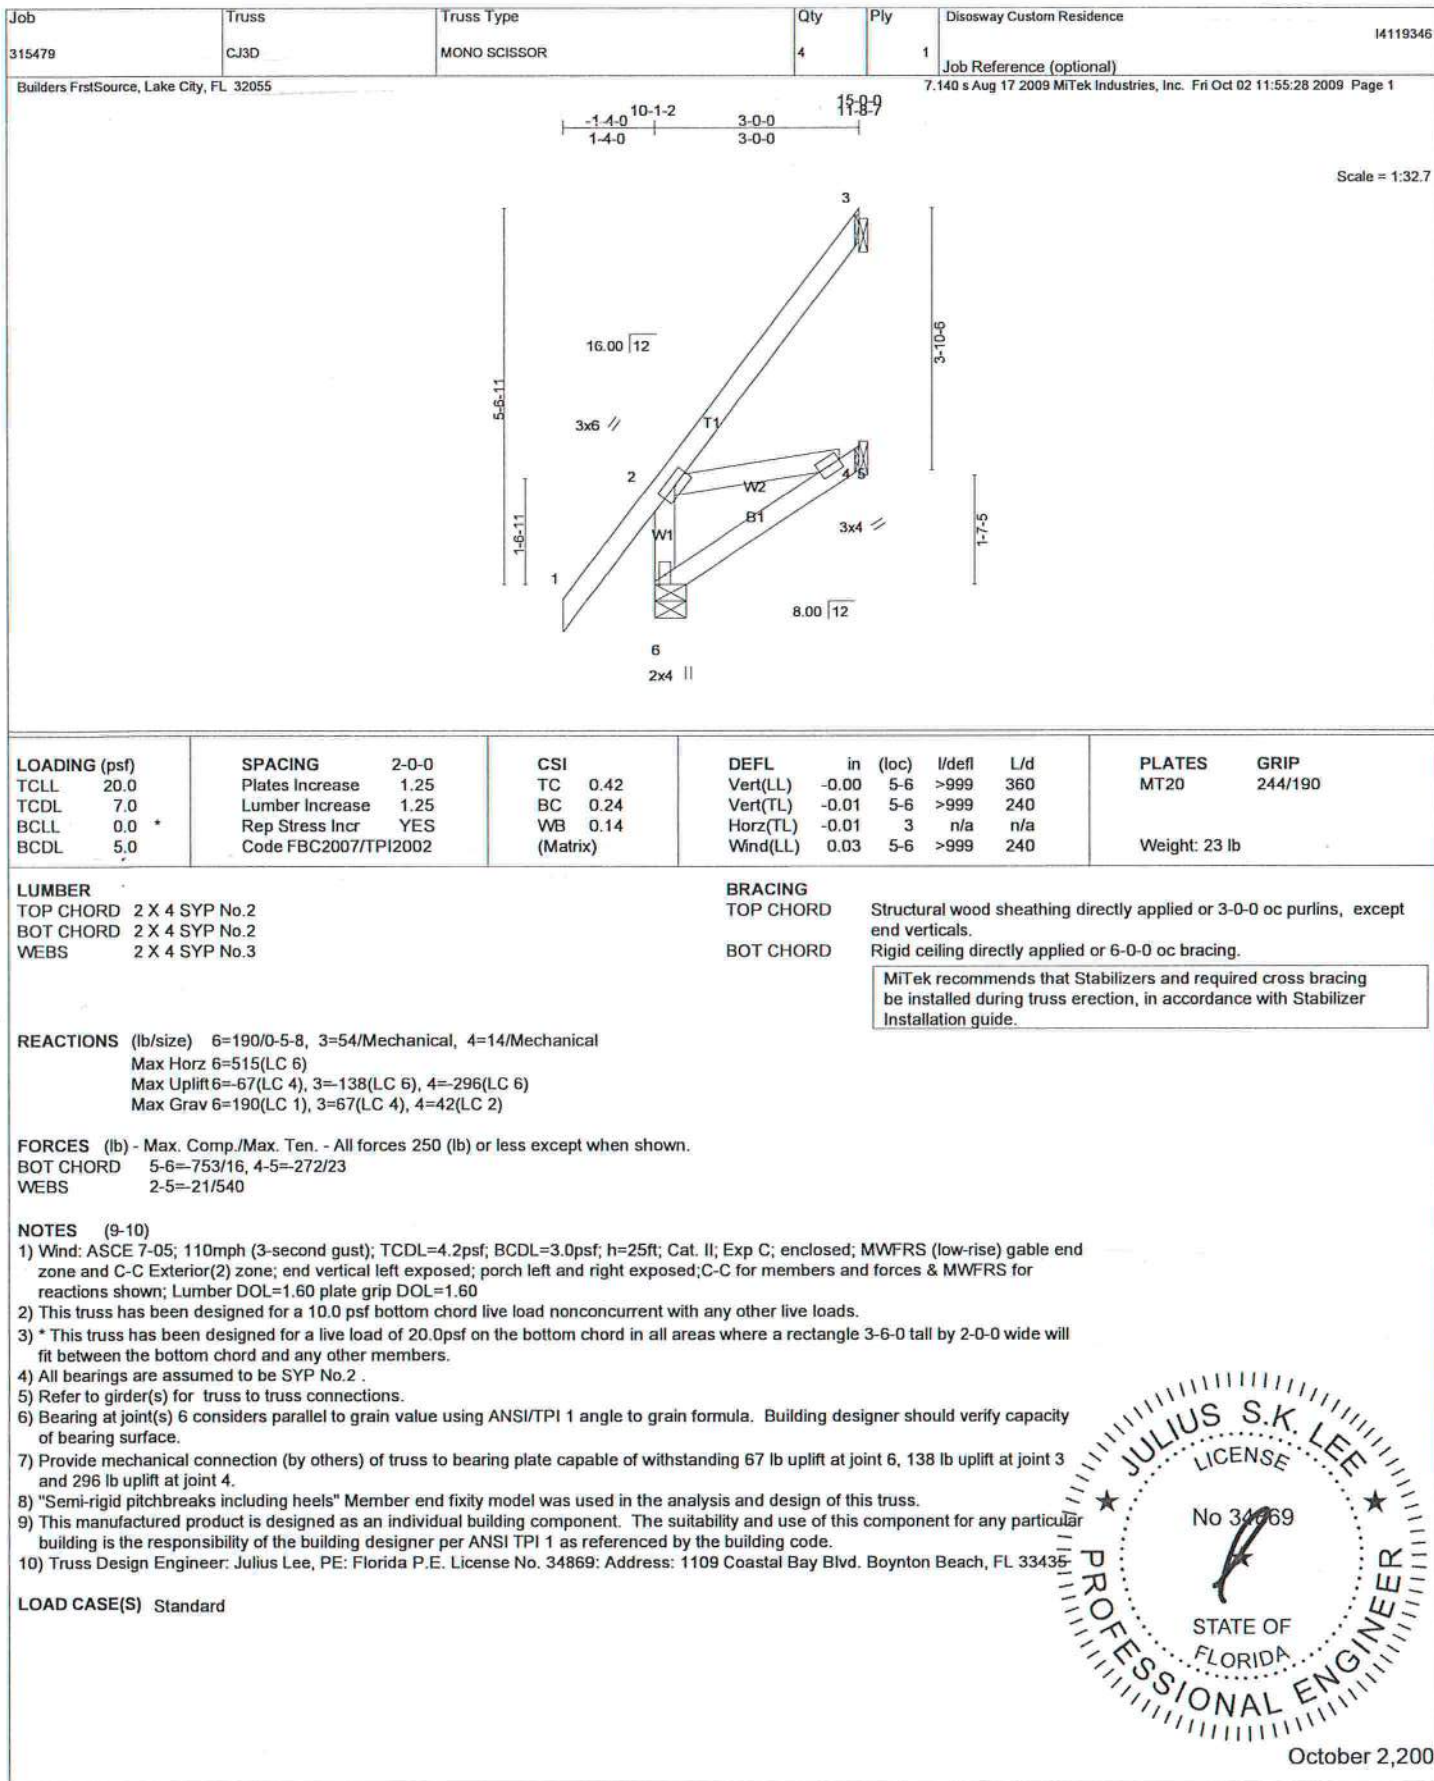 Job Truss Truss Type Qty Ply Disosway Custom Residence
I4119346
315479 CJ3D MONO SCISSOR 4 1
Job Reference (optional)
Builders FrstSource, Lake City, FL 32055 7.140 s Aug 17 2009 MiTek Industries, Inc. Fri Oct 02 11:55:28 2009 Page 1
-1-4-0 10-1-2 3-0-0 15-0-0 11-8-7
1-4-0 3-0-0
Scale = 1:32.7
3
16.00 12
3-10-6
5-6-11
3x6 //
T1
2
W2
4 5
B1
3x4 //
W1
1-6-11
1-7-5
1
8.00 12
6
2x4 ||
LOADING (psf)
TCLL 20.0
TCDL 7.0
BCLL 0.0 *
BCDL 5.0
SPACING 2-0-0
Plates Increase 1.25
Lumber Increase 1.25
Rep Stress Incr YES
Code FBC2007/TPI2002
CSI
TC 0.42
BC 0.24
WB 0.14
(Matrix)
DEFL in (loc) l/defl L/d
Vert(LL) -0.00 5-6 >999 360
Vert(TL) -0.01 5-6 >999 240
Horz(TL) -0.01 3 n/a n/a
Wind(LL) 0.03 5-6 >999 240
PLATES GRIP
MT20 244/190
Weight: 23 lb
LUMBER
TOP CHORD 2 X 4 SYP No.2
BOT CHORD 2 X 4 SYP No.2
WEBS 2 X 4 SYP No.3
BRACING
TOP CHORD Structural wood sheathing directly applied or 3-0-0 oc purlins, except
end verticals.
BOT CHORD Rigid ceiling directly applied or 6-0-0 oc bracing.
MiTek recommends that Stabilizers and required cross bracing
be installed during truss erection, in accordance with Stabilizer
Installation guide.
REACTIONS (lb/size) 6=190/0-5-8, 3=54/Mechanical, 4=14/Mechanical
Max Horz 6=515(LC 6)
Max Uplift 6=-67(LC 4), 3=-138(LC 6), 4=-296(LC 6)
Max Grav 6=190(LC 1), 3=67(LC 4), 4=42(LC 2)
FORCES (lb) - Max. Comp./Max. Ten. - All forces 250 (lb) or less except when shown.
BOT CHORD 5-6=-753/16, 4-5=-272/23
WEBS 2-5=-21/540
NOTES (9-10)
1) Wind: ASCE 7-05; 110mph (3-second gust); TCDL=4.2psf; BCDL=3.0psf; h=25ft; Cat. II; Exp C; enclosed; MWFRS (low-rise) gable end
zone and C-C Exterior(2) zone; end vertical left exposed; porch left and right exposed;C-C for members and forces & MWFRS for
reactions shown; Lumber DOL=1.60 plate grip DOL=1.60
2) This truss has been designed for a 10.0 psf bottom chord live load nonconcurrent with any other live loads.
3) * This truss has been designed for a live load of 20.0psf on the bottom chord in all areas where a rectangle 3-6-0 tall by 2-0-0 wide will
fit between the bottom chord and any other members.
4) All bearings are assumed to be SYP No.2 .
5) Refer to girder(s) for truss to truss connections.
6) Bearing at joint(s) 6 considers parallel to grain value using ANSI/TPI 1 angle to grain formula. Building designer should verify capacity
of bearing surface.
7) Provide mechanical connection (by others) of truss to bearing plate capable of withstanding 67 lb uplift at joint 6, 138 lb uplift at joint 3
and 296 lb uplift at joint 4.
8) "Semi-rigid pitchbreaks including heels" Member end fixity model was used in the analysis and design of this truss.
9) This manufactured product is designed as an individual building component. The suitability and use of this component for any particular
building is the responsibility of the building designer per ANSI TPI 1 as referenced by the building code.
10) Truss Design Engineer: Julius Lee, PE: Florida P.E. License No. 34869: Address: 1109 Coastal Bay Blvd. Boynton Beach, FL 33435
LOAD CASE(S) Standard
JULIUS S.K. LEE
LICENSE
No 34869
STATE OF
FLORIDA
PROFESSIONAL ENGINEER
October 2,200